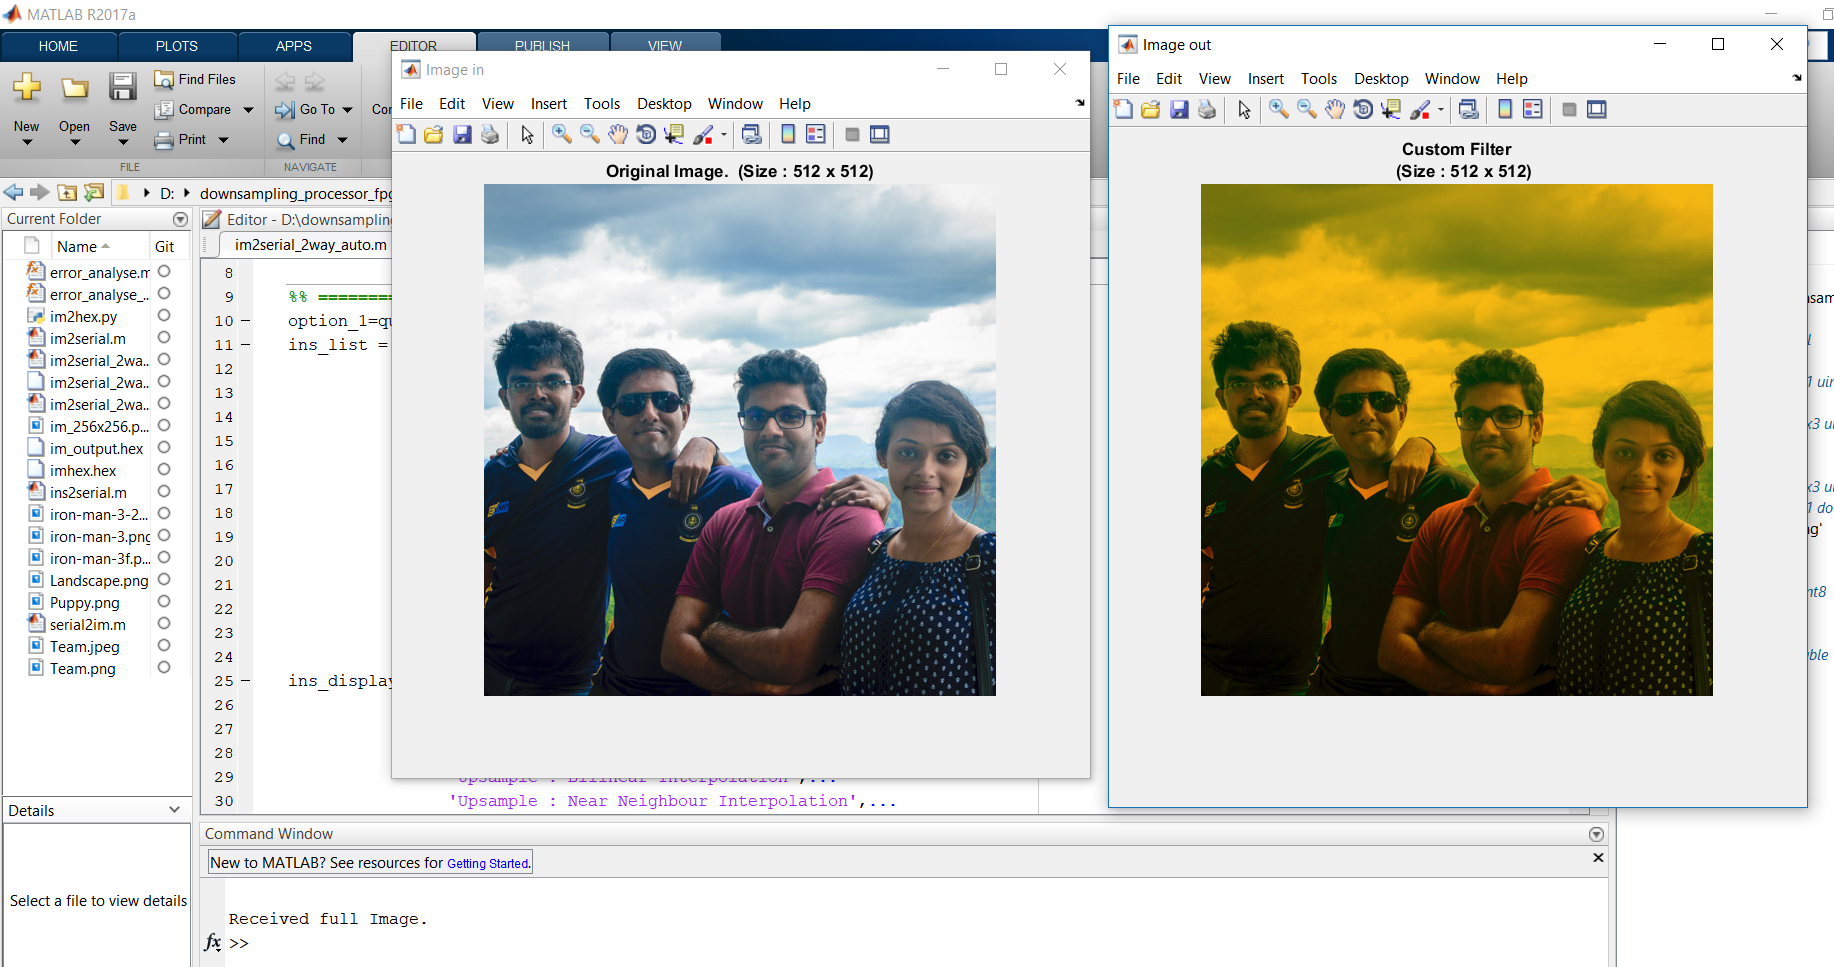 MATLAB R2017a
HOME
PLOTS
APPS
EDITOR
PUBLISH
VIEW
New
Open
Save
Find Files
Compare
Print
Go To
Find
FILE
NAVIGATE
D:
downsampling_processor_fpg
Current Folder
Name
Git
error_analyse.m
error_analyse_...
im2hex.py
im2serial.m
im2serial_2wa...
im2serial_2wa...
im2serial_2wa...
im_256x256.p...
im_output.hex
imhex.hex
ins2serial.m
iron-man-3-2...
iron-man-3.png
iron-man-3f.p...
Landscape.png
Puppy.png
serial2im.m
Team.jpeg
Team.png
Details
Select a file to view details
Editor - D:\downsampling
im2serial_2way_auto.m
8
9 %% =========
10 — option_1=qu
11 — ins_list =
12
13
14
15
16
17
18
19
20
21
22
23
24
25 — ins_display
26
27
28
29 'Upsample : Bilinear Interpolation',...
30 'Upsample : Near Neighbour Interpolation',...
Image in
File Edit View Insert Tools Desktop Window Help
Original Image. (Size : 512 x 512)
Image out
File Edit View Insert Tools Desktop Window Help
Custom Filter
(Size : 512 x 512)
Command Window
New to MATLAB? See resources for Getting Started.
Received full Image.
fx >>